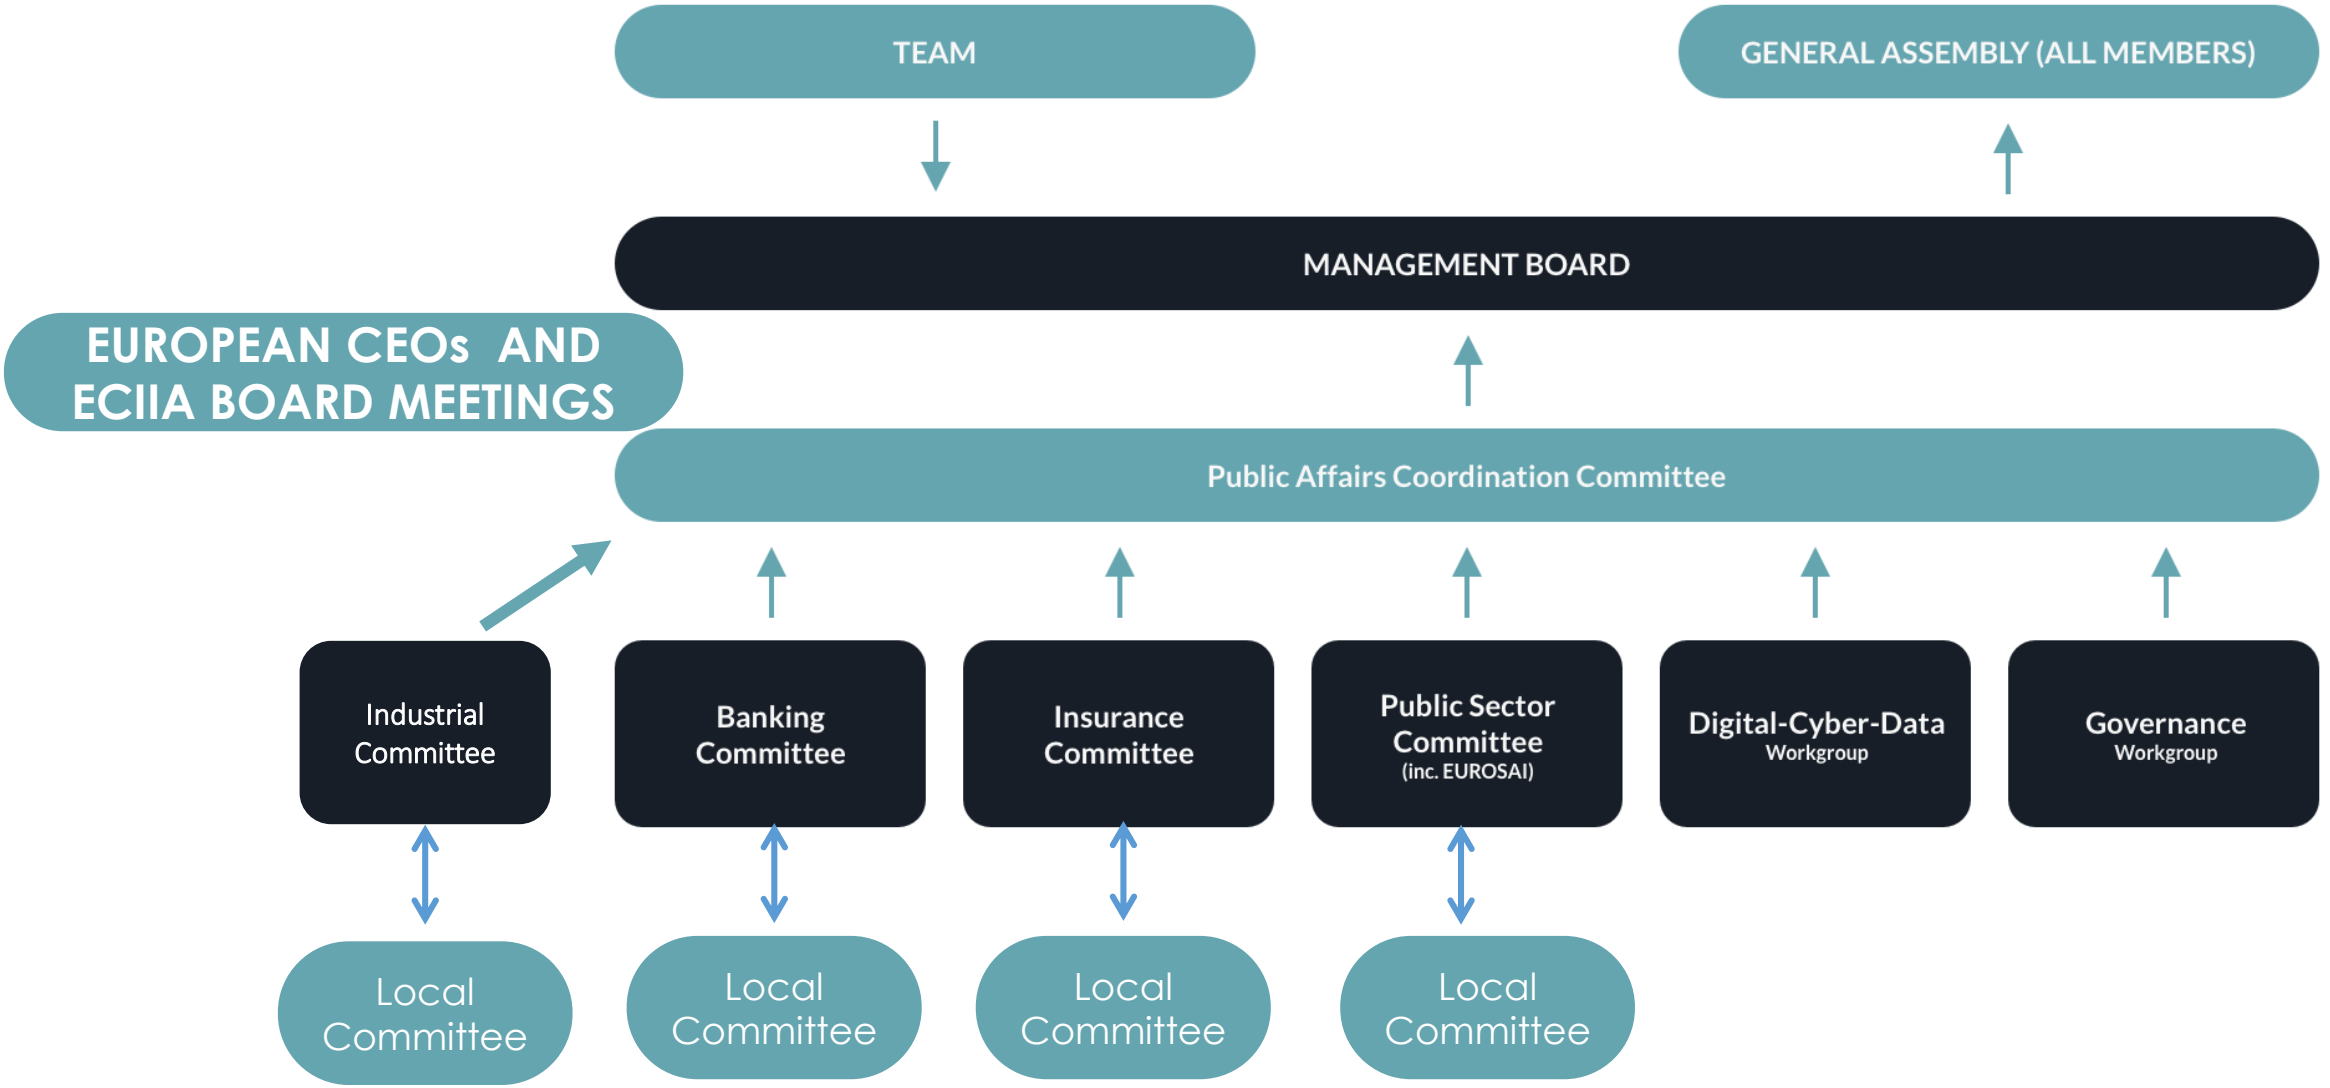 TEAM
GENERAL ASSEMBLY (ALL MEMBERS)
MANAGEMENT BOARD
EUROPEAN CEOs AND
ECIIA BOARD MEETINGS
Public Affairs Coordination Committee
Industrial
Committee
Banking
Committee
Insurance
Committee
Public Sector
Committee
(inc. EUROSAI)
Digital-Cyber-Data
Workgroup
Governance
Workgroup
Local
Committee
Local
Committee
Local
Committee
Local
Committee